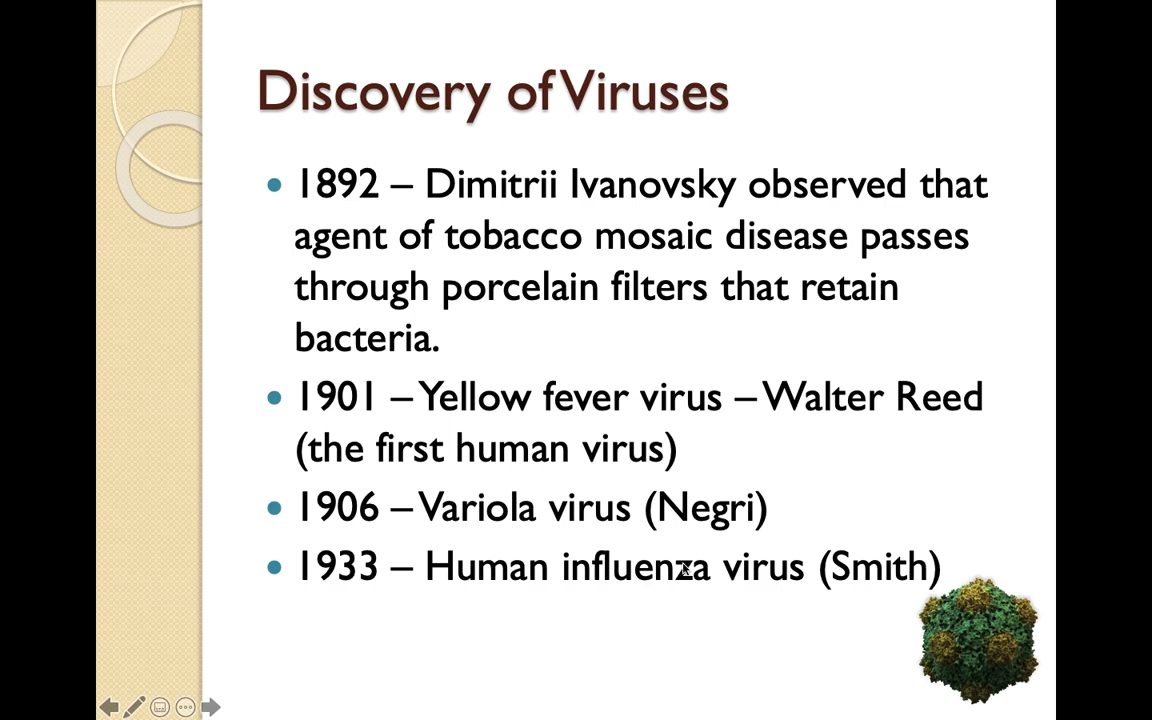 Discovery of Viruses
1892 – Dimitrii Ivanovsky observed that
agent of tobacco mosaic disease passes
through porcelain filters that retain
bacteria.
1901 – Yellow fever virus – Walter Reed
(the first human virus)
1906 – Variola virus (Negri)
1933 – Human influenza virus (Smith)